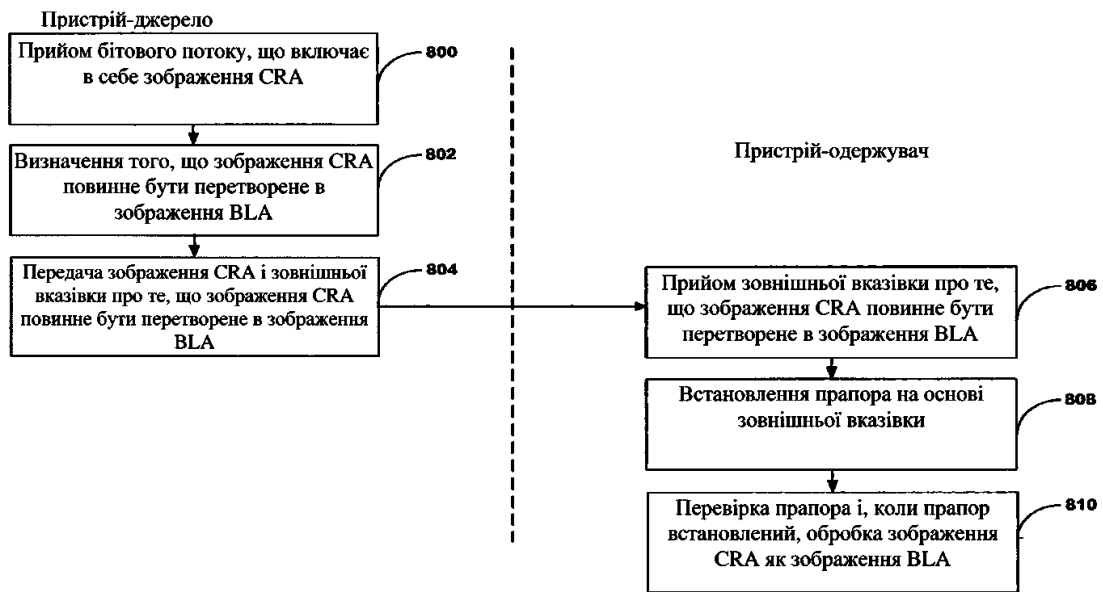 Пристрій-джерело
Прийом бітового потоку, що включає
в себе зображення CRA
800
Визначення того, що зображення CRA
повинне бути перетворене в
зображення BLA
802
Передача зображення CRA і зовнішньої
вказівки про те, що зображення CRA
повинне бути перетворене в зображення
BLA
804
Пристрій-одержувач
Прийом зовнішньої вказівки про те,
що зображення CRA повинне бути
перетворене в зображення BLA
806
Встановлення прапора на основі
зовнішньої вказівки
808
Перевірка прапора і, коли прапор
встановлений, обробка зображення
CRA як зображення BLA
810